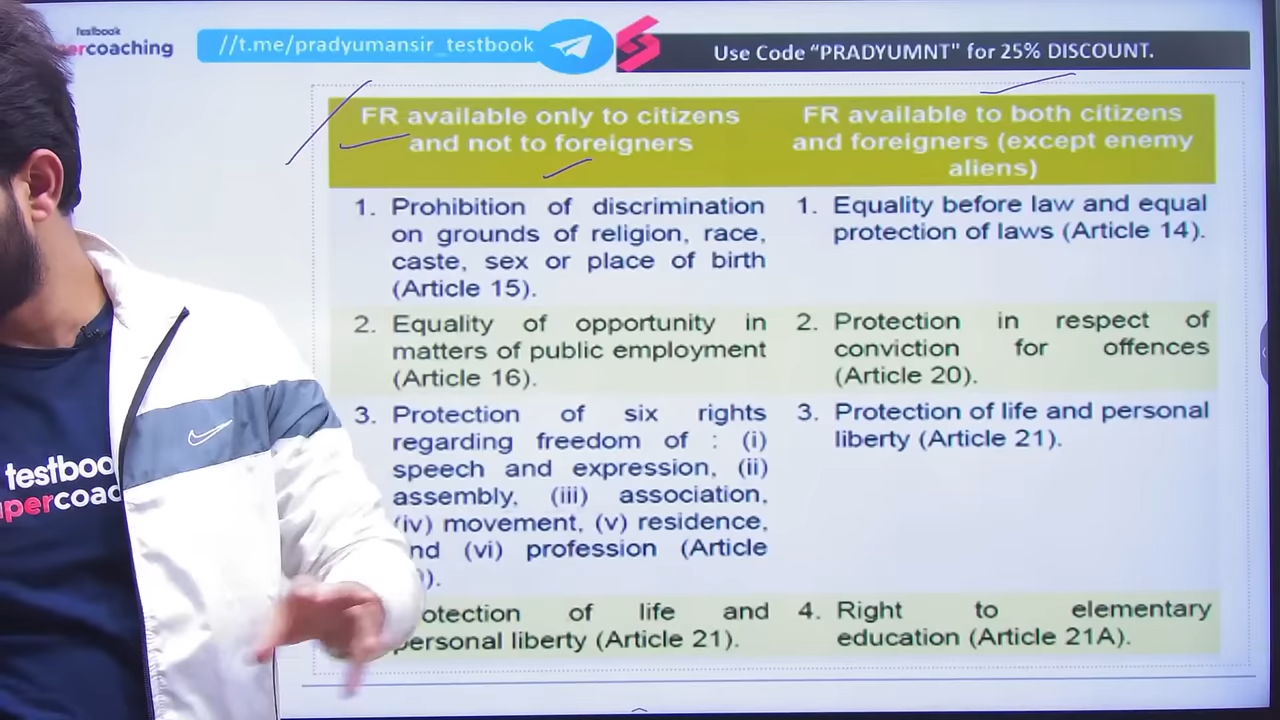 testbook
ercoaching
//t.me/pradyumansir_testbook
Use Code “PRADYUMNT" for 25% DISCOUNT.
FR available only to citizens
and not to foreigners
FR available to both citizens
and foreigners (except enemy
aliens)
1. Prohibition of discrimination
on grounds of religion, race,
caste, sex or place of birth
(Article 15).
1. Equality before law and equal
protection of laws (Article 14).
2. Equality of opportunity in
matters of public employment
(Article 16).
2. Protection in respect of
conviction for offences
(Article 20).
3. Protection of six rights
regarding freedom of : (i)
speech and expression, (ii)
assembly, (iii) association,
(iv) movement, (v) residence,
nd (vi) profession (Article
).
3. Protection of life and personal
liberty (Article 21).
otection of life and
personal liberty (Article 21).
4. Right to elementary
education (Article 21A).
testboo
percoac